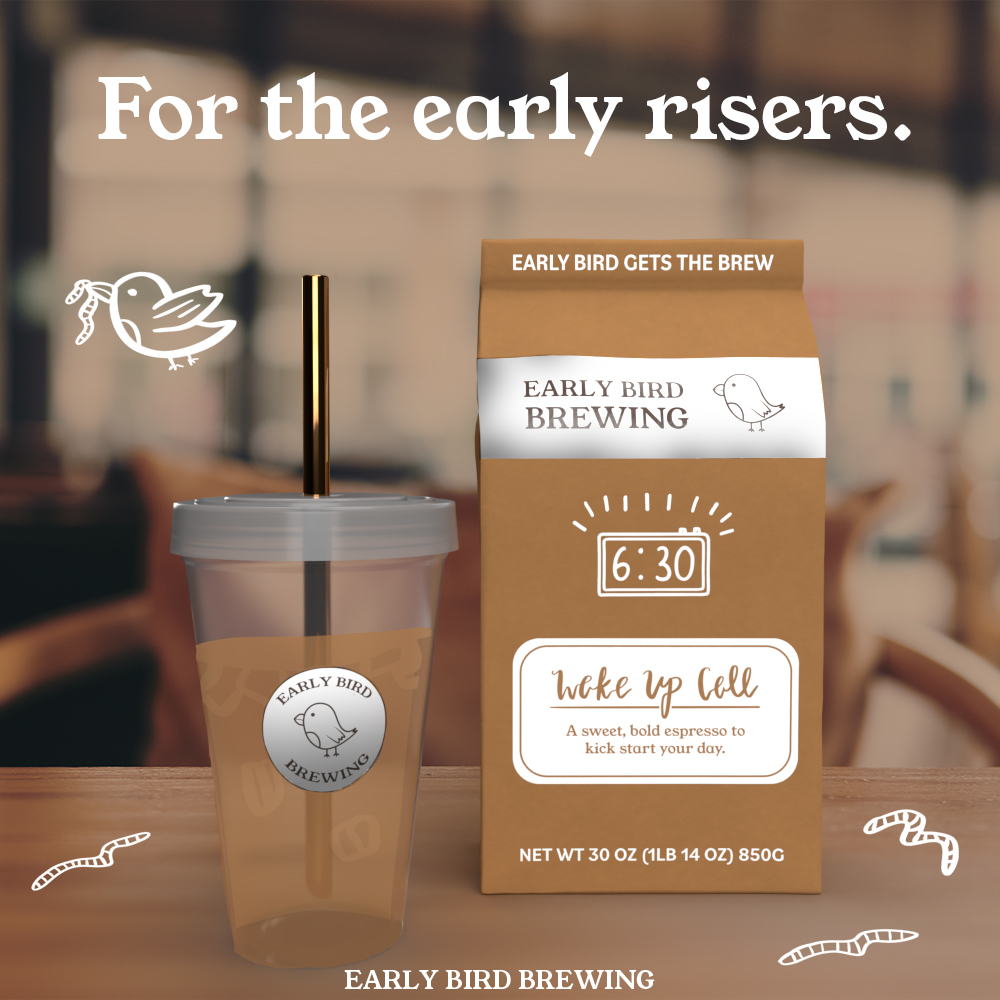 For the early risers.
EARLY BIRD GETS THE BREW
EARLY BIRD
BREWING
6:30
Wake Up Call
A sweet, bold espresso to
kick start your day.
NET WT 30 OZ (1LB 14 OZ) 850G
EARLY BIRD
BREWING
EARLY BIRD BREWING